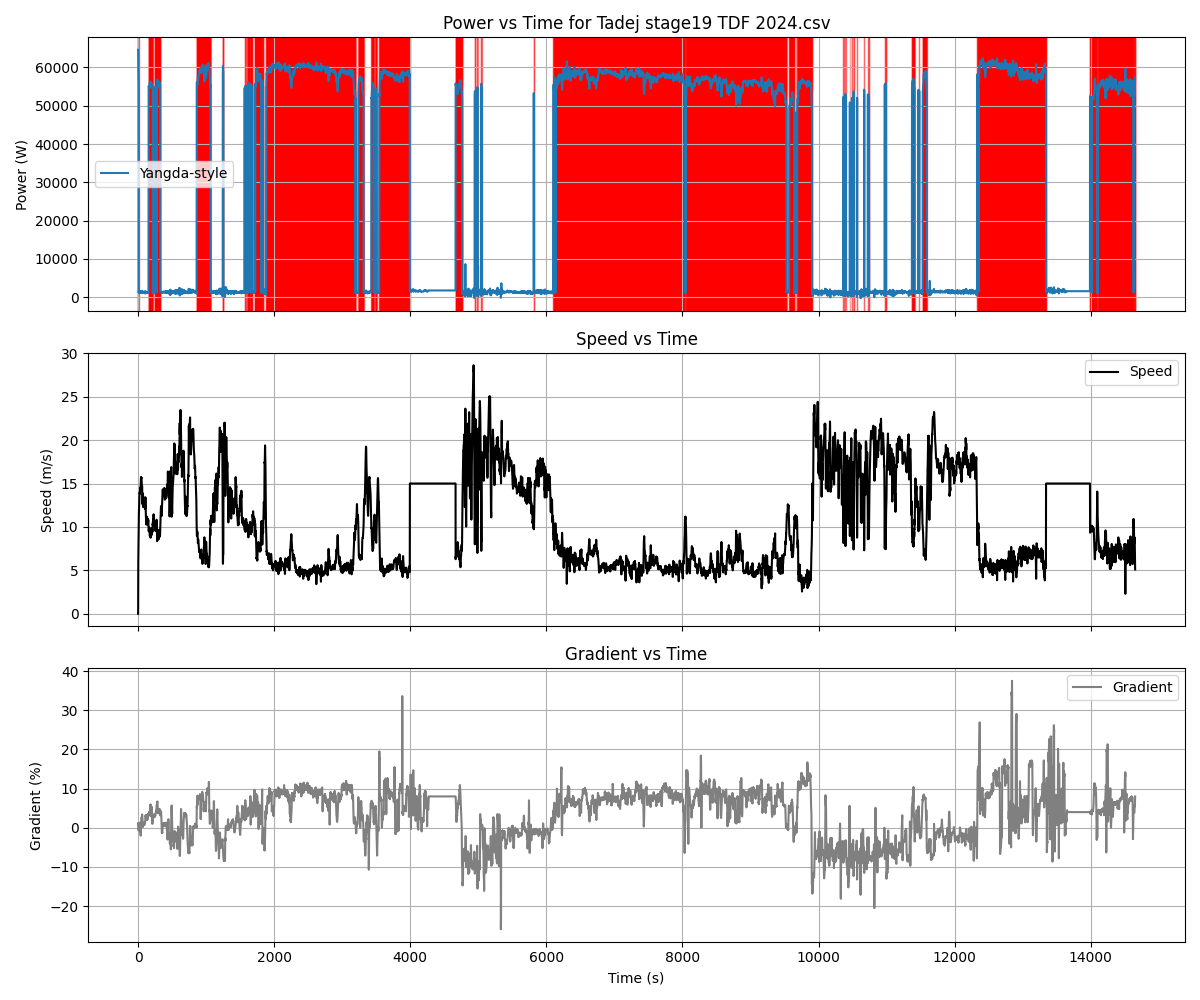 Power vs Time for Tadej stage19 TDF 2024.csv
60000
50000
40000
30000
20000
10000
0
Power (W)
Yangda-style
Speed vs Time
30
25
20
15
10
5
0
Speed (m/s)
Speed
Gradient vs Time
40
30
20
10
0
−10
−20
Gradient (%)
Gradient
0 2000 4000 6000 8000 10000 12000 14000
Time (s)